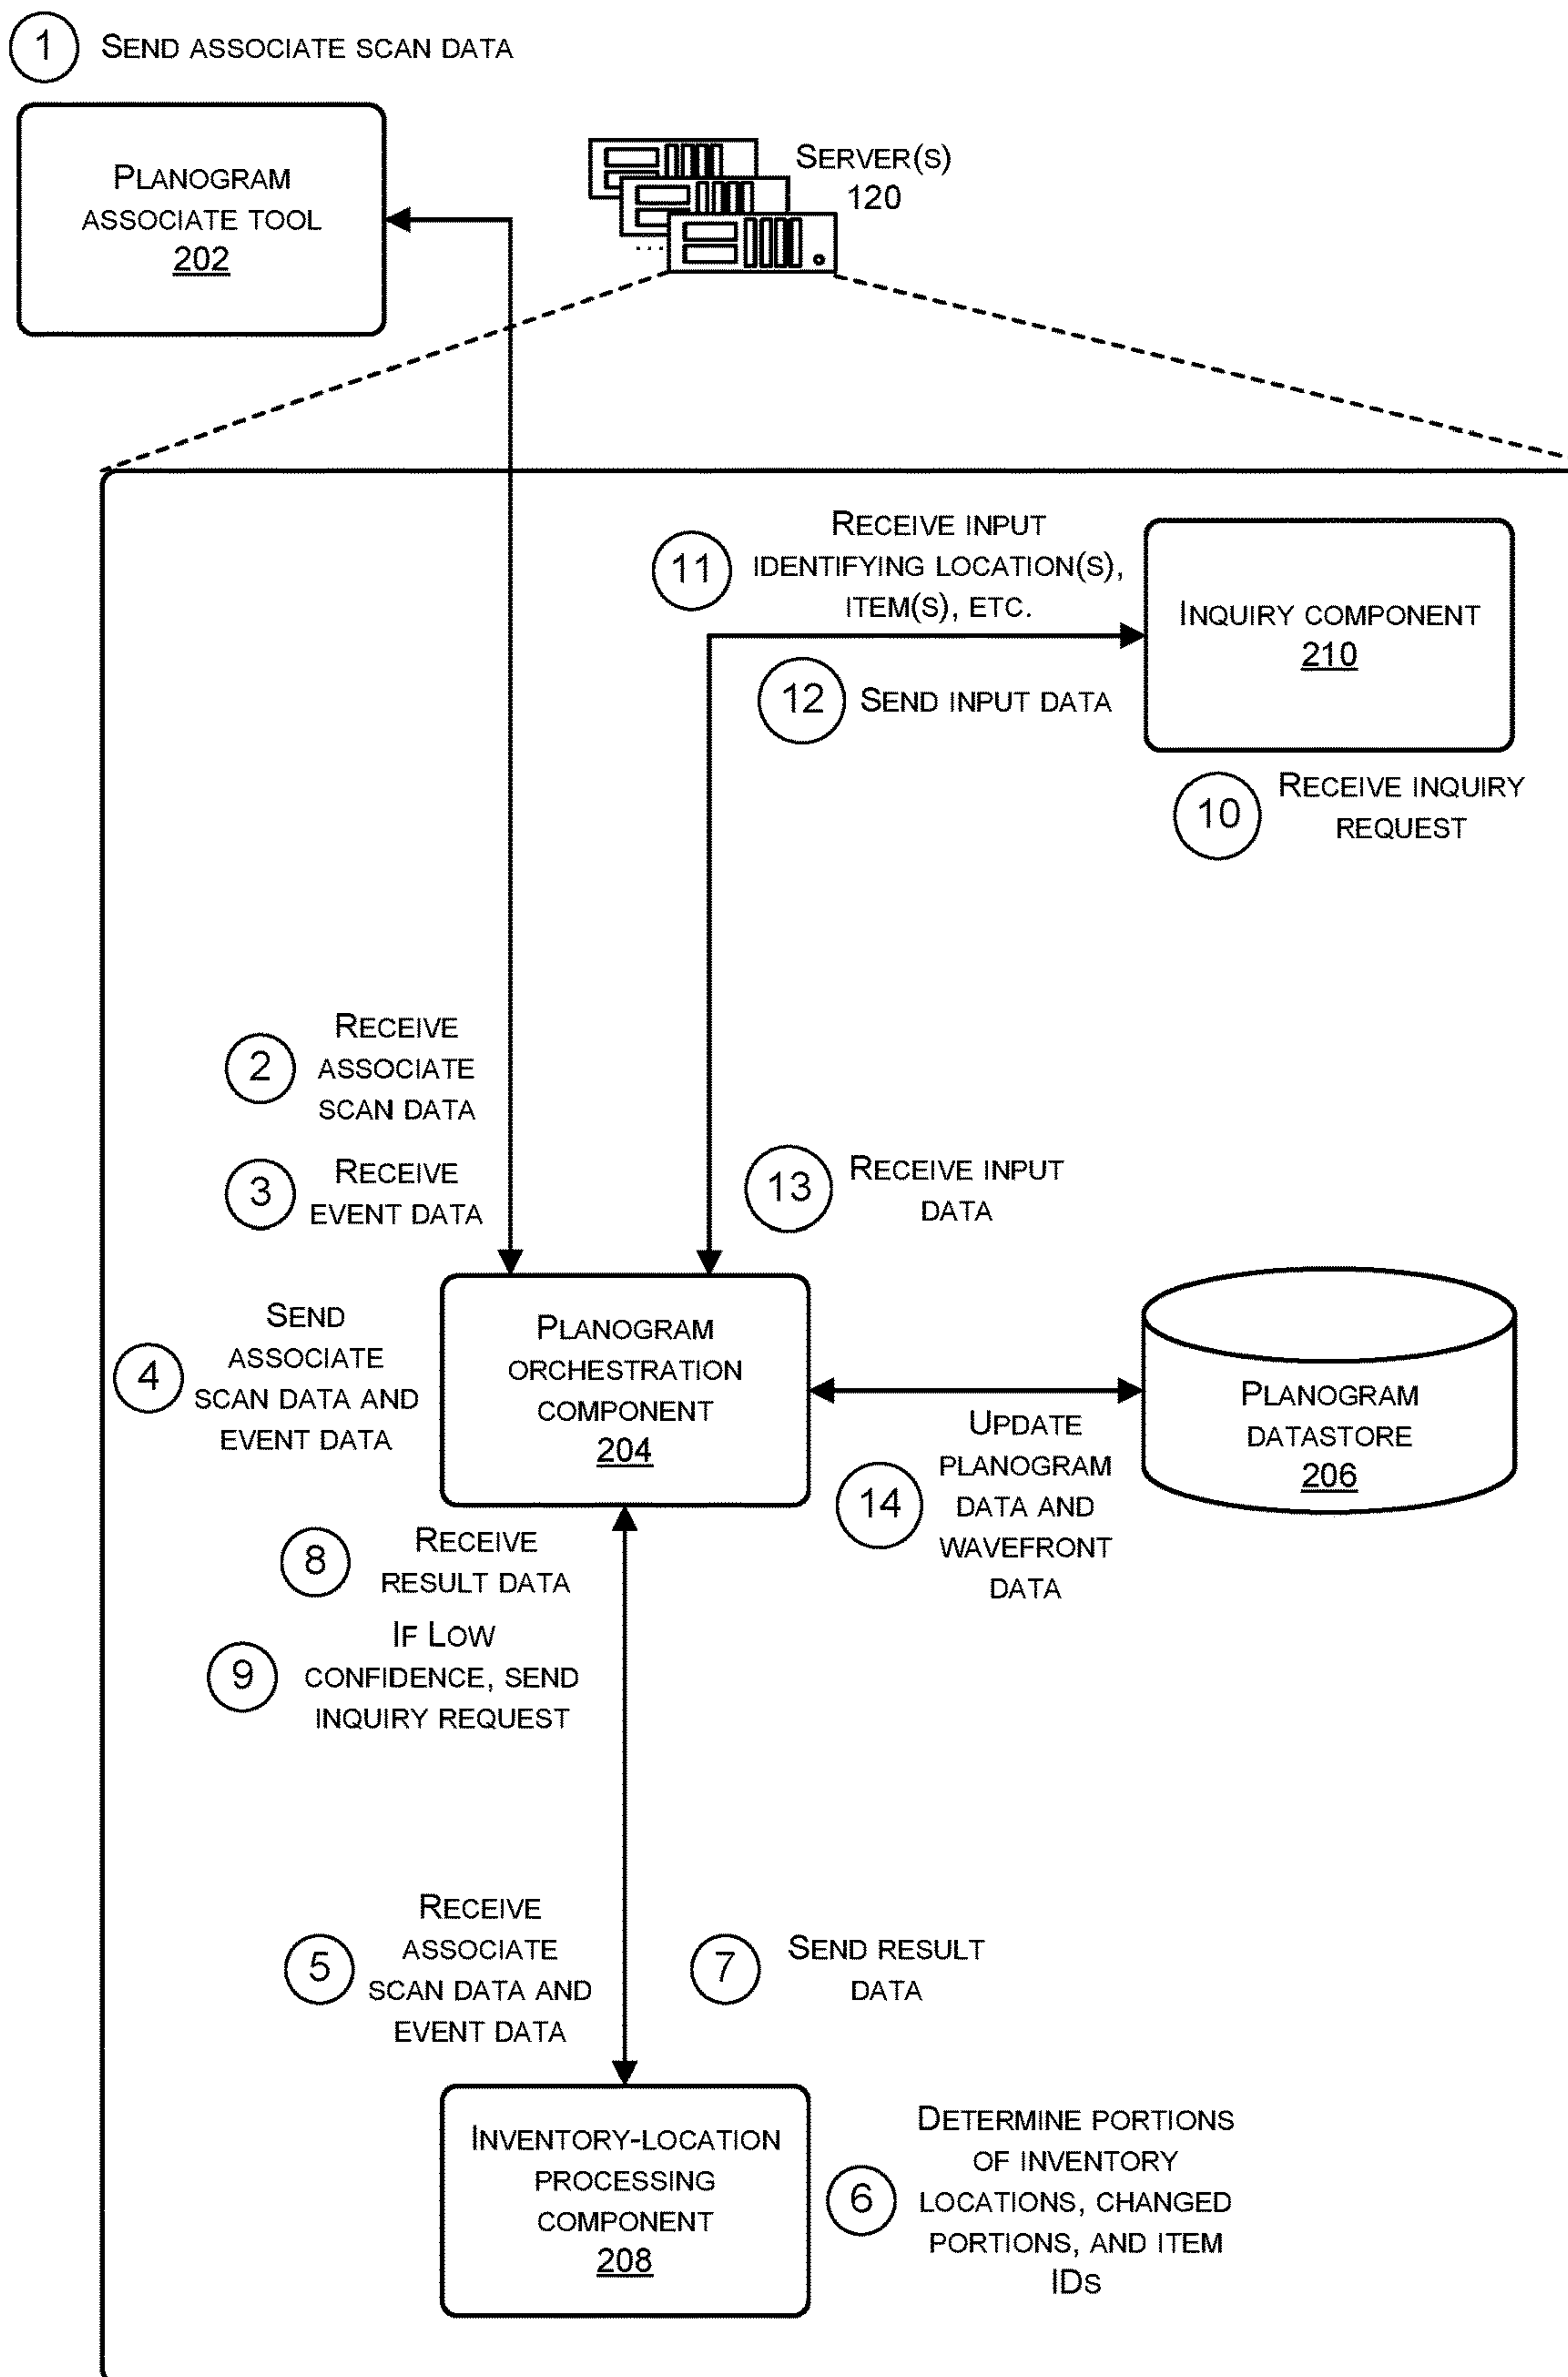 1 SEND ASSOCIATE SCAN DATA
PLANOGRAM
ASSOCIATE TOOL
202
SERVER(S)
120
11
RECEIVE INPUT
IDENTIFYING LOCATION(S),
ITEM(S), ETC.
INQUIRY COMPONENT
210
12 SEND INPUT DATA
10
RECEIVE INQUIRY
REQUEST
2
RECEIVE
ASSOCIATE
SCAN DATA
3
RECEIVE
EVENT DATA
13
RECEIVE INPUT
DATA
4
SEND
ASSOCIATE
SCAN DATA AND
EVENT DATA
PLANOGRAM
ORCHESTRATION
COMPONENT
204
14
UPDATE
PLANOGRAM
DATA AND
WAVEFRONT
DATA
PLANOGRAM
DATASTORE
206
8
RECEIVE
RESULT DATA
9
IF LOW
CONFIDENCE, SEND
INQUIRY REQUEST
5
RECEIVE
ASSOCIATE
SCAN DATA AND
EVENT DATA
7
SEND RESULT
DATA
INVENTORY-LOCATION
PROCESSING
COMPONENT
208
6
DETERMINE PORTIONS
OF INVENTORY
LOCATIONS, CHANGED
PORTIONS, AND ITEM
IDS